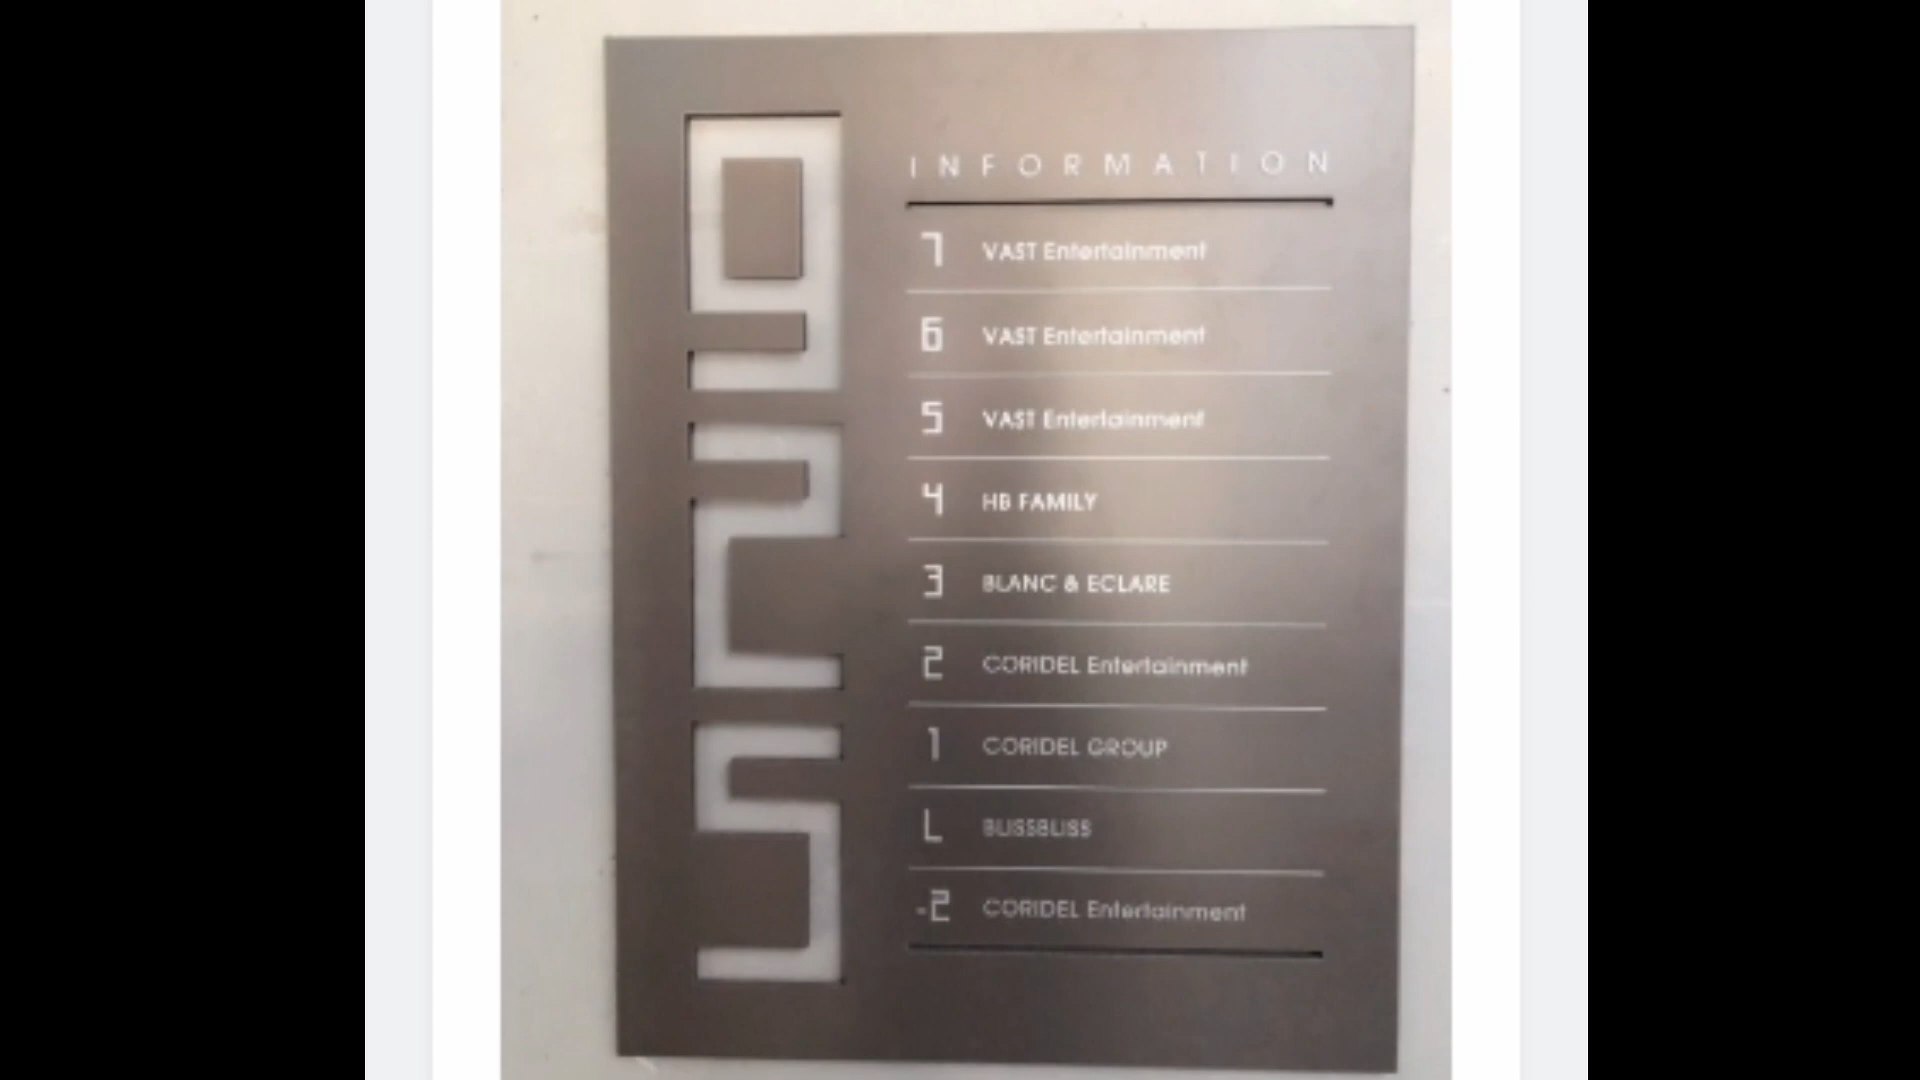 925
INFORMATION
7 VAST Entertainment
6 VAST Entertainment
5 VAST Entertainment
4 HB FAMILY
3 BLANC & ECLARE
2 CORIDEL Entertainment
1 CORIDEL GROUP
L BLISSBLISS
-2 CORIDEL Entertainment